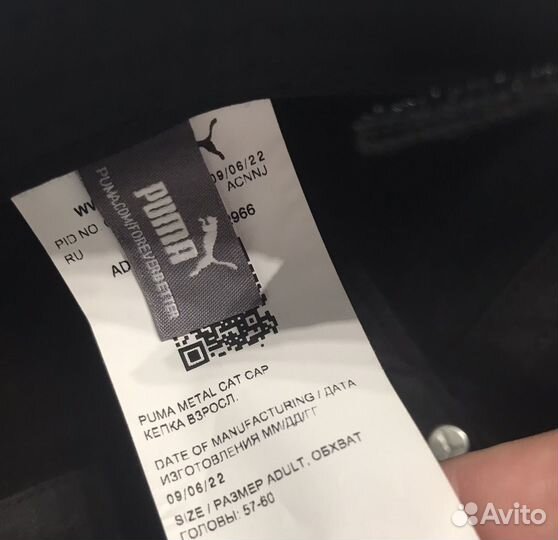 09/06/22
ACNNJ
PID NO
966
RU
AD
PUMA
PUMA.COM/FOREVERBETTER
PUMA METAL CAT CAP
КЕПКА ВЗРОСЛ.
DATE OF MANUFACTURING / ДАТА
ИЗГОТОВЛЕНИЯ ММ/ДД/ГГ
09/06/22
SIZE / РАЗМЕР ADULT, ОБХВАТ
ГОЛОВЫ: 57-60
Avito